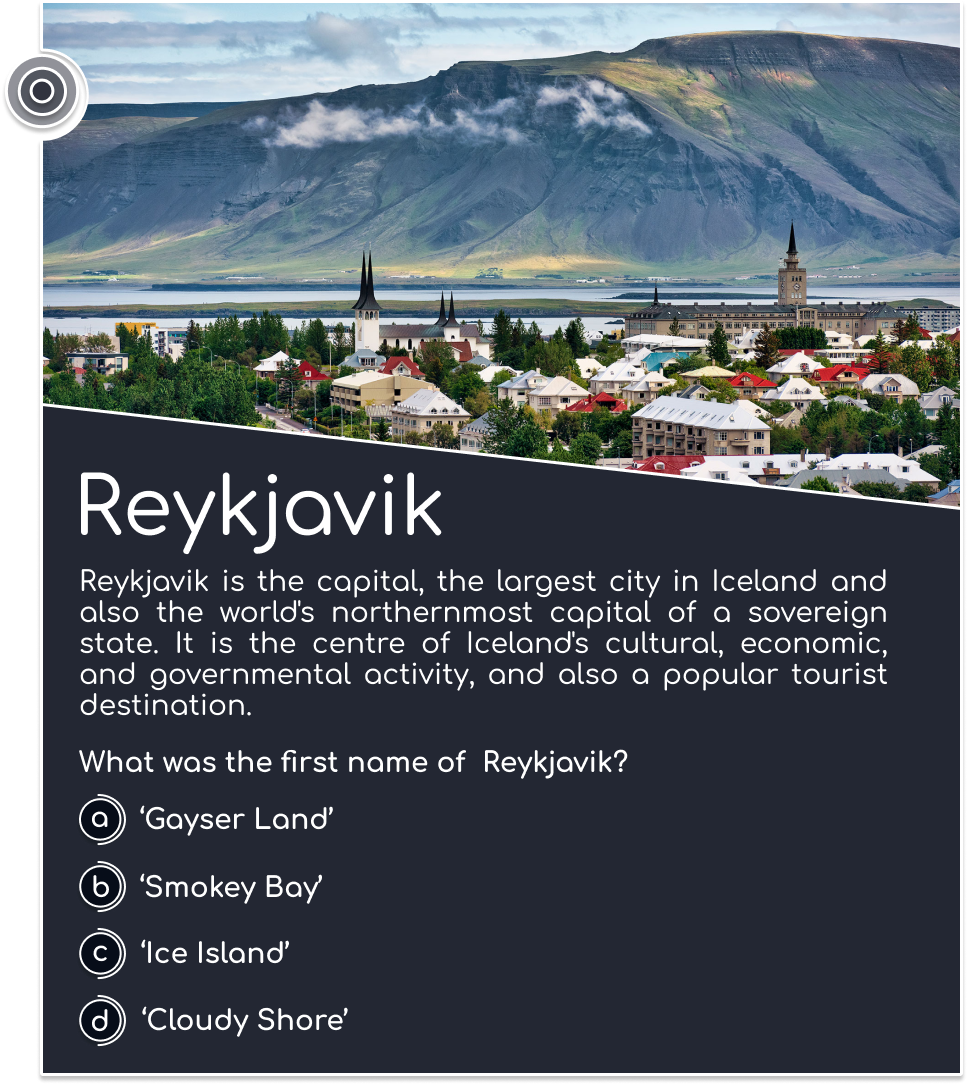 Reykjavik
Reykjavik is the capital, the largest city in Iceland and
also the world's northernmost capital of a sovereign
state. It is the centre of Iceland's cultural, economic,
and governmental activity, and also a popular tourist
destination.
What was the first name of  Reykjavik?
a ‘Gayser Land’
b ‘Smokey Bay’
c ‘Ice Island’
d ‘Cloudy Shore’